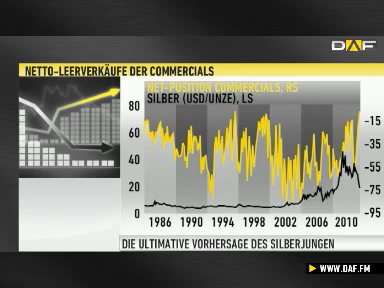 DAF
NETTO-LEERVERKÄUFE DER COMMERCIALS
NET-POSITION COMMERCIALS, RS
SILBER (USD/UNZE), LS
80
60
40
20
0
-15
-35
-55
-75
-95
1986 1990 1994 1998 2002 2006 2010
DIE ULTIMATIVE VORHERSAGE DES SILBERJUNGEN
WWW.DAF.FM